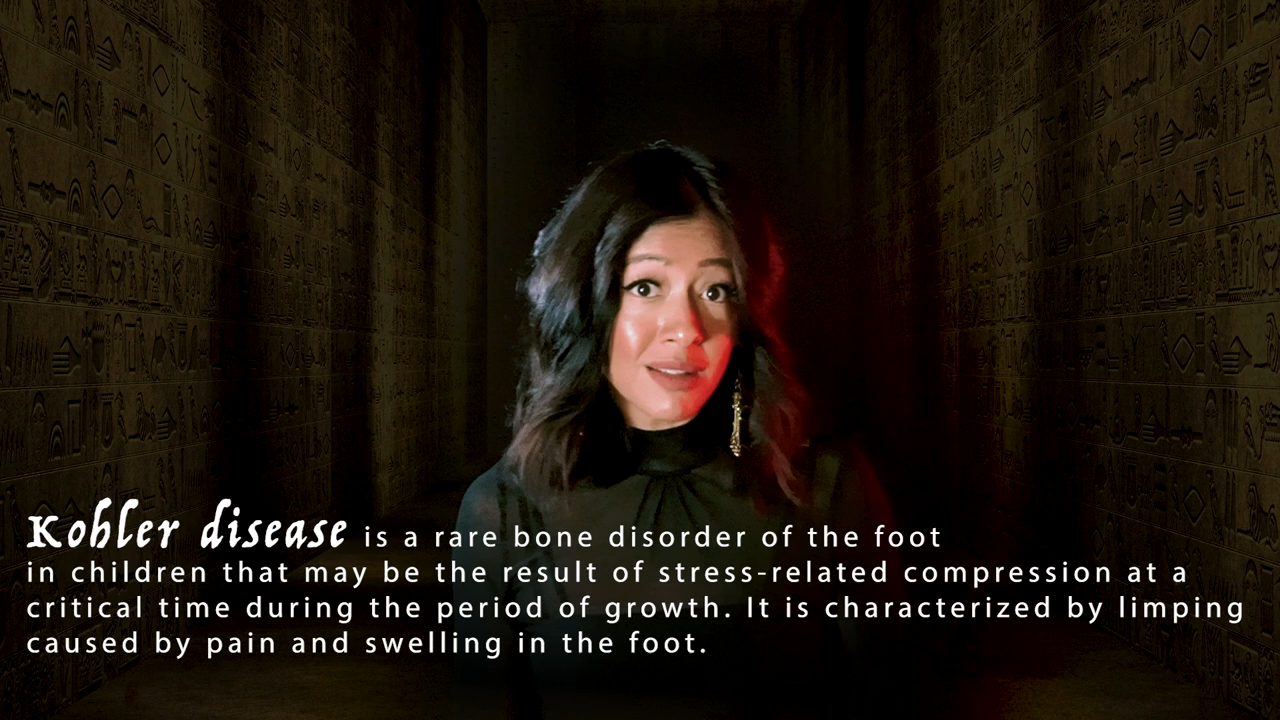 Kohler disease is a rare bone disorder of the foot
in children that may be the result of stress-related compression at a
critical time during the period of growth. It is characterized by limping
caused by pain and swelling in the foot.